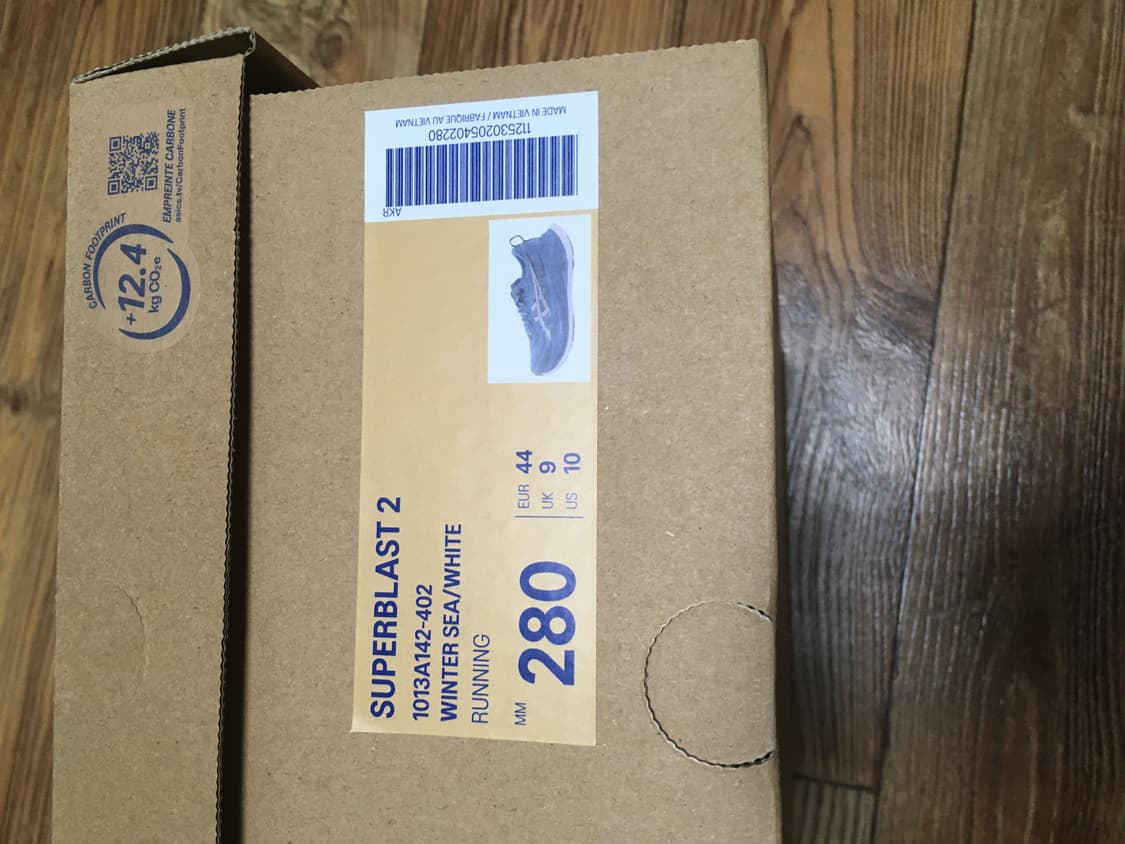 CARBON FOOTPRINT
+12.4
kg CO₂e
EMPREINTE CARBONE
asics.tv/CarbonFootprint
SUPERBLAST 2
1013A142-402
WINTER SEA/WHITE
RUNNING
MM 280
EUR 44
UK 9
US 10
AKR
112530205402280
MADE IN VIETNAM / FABRIQUE AU VIETNAM